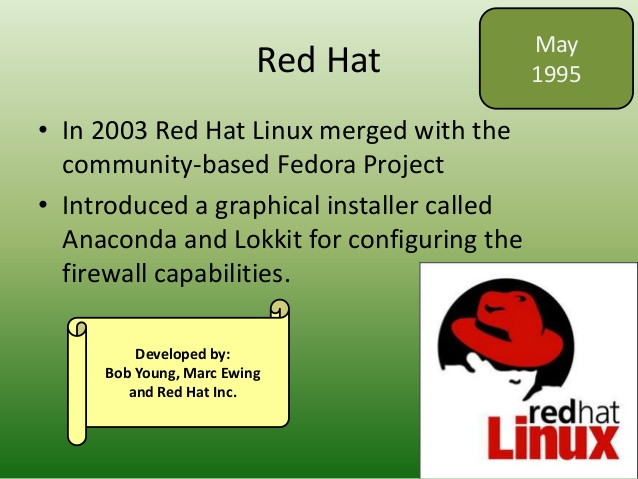 Red Hat
May
1995
• In 2003 Red Hat Linux merged with the
community-based Fedora Project
• Introduced a graphical installer called
Anaconda and Lokkit for configuring the
firewall capabilities.
Developed by:
Bob Young, Marc Ewing
and Red Hat Inc.
redhat
Linux